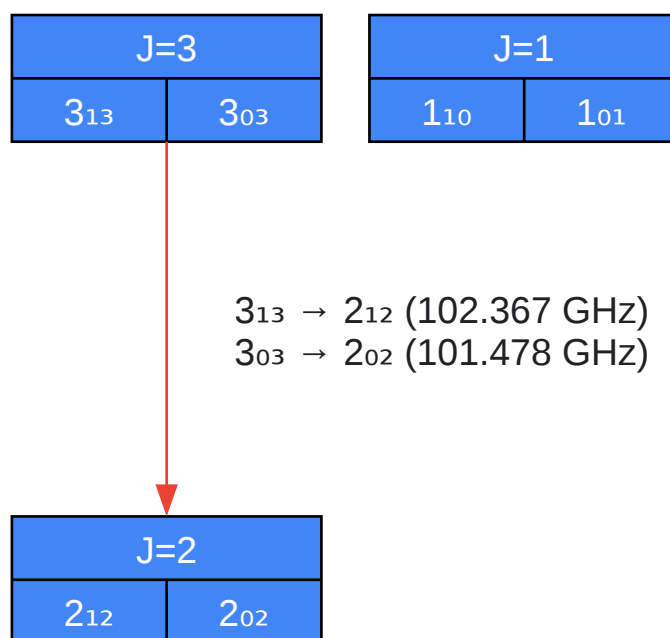 J=3
3₁₃ 3₀₃
J=1
1₁₀ 1₀₁
3₁₃ → 2₁₂ (102.367 GHz)
3₀₃ → 2₀₂ (101.478 GHz)
J=2
2₁₂ 2₀₂